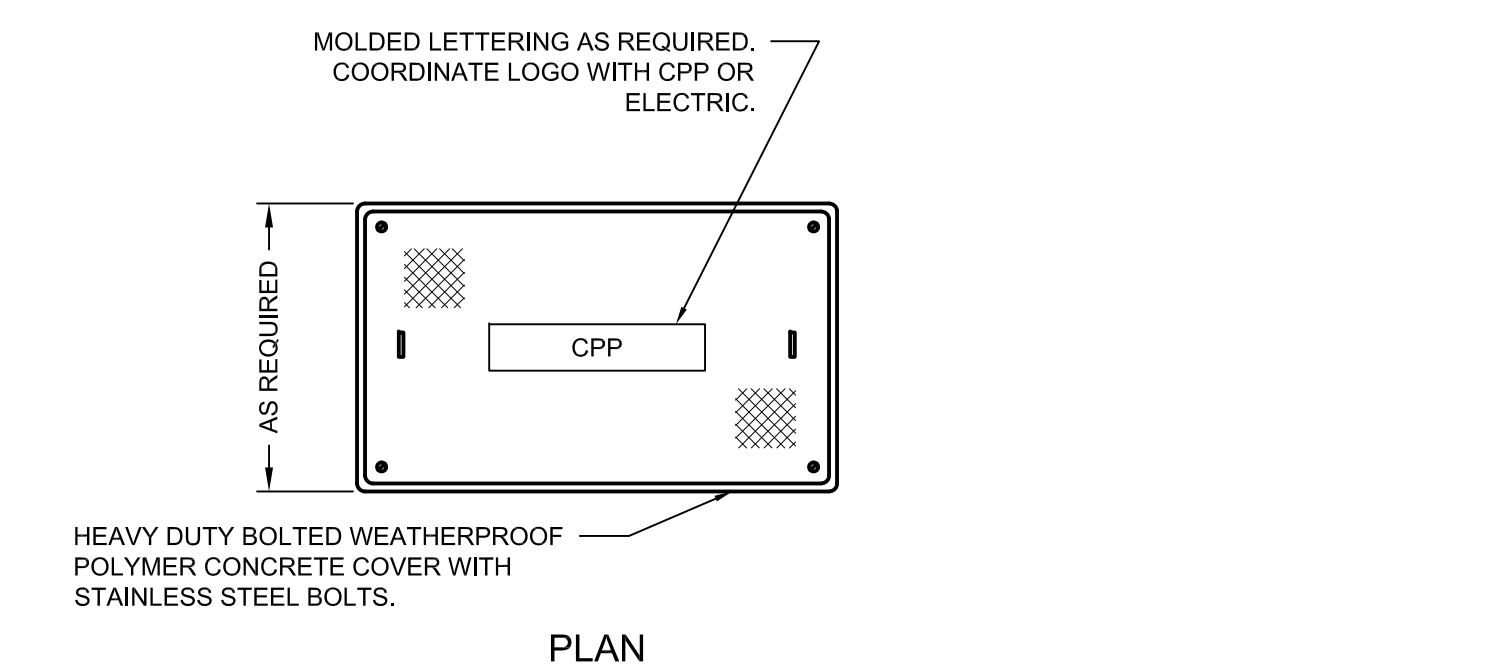 MOLDED LETTERING AS REQUIRED.
COORDINATE LOGO WITH CPP OR
ELECTRIC.
AS REQUIRED
CPP
HEAVY DUTY BOLTED WEATHERPROOF
POLYMER CONCRETE COVER WITH
STAINLESS STEEL BOLTS.
PLAN